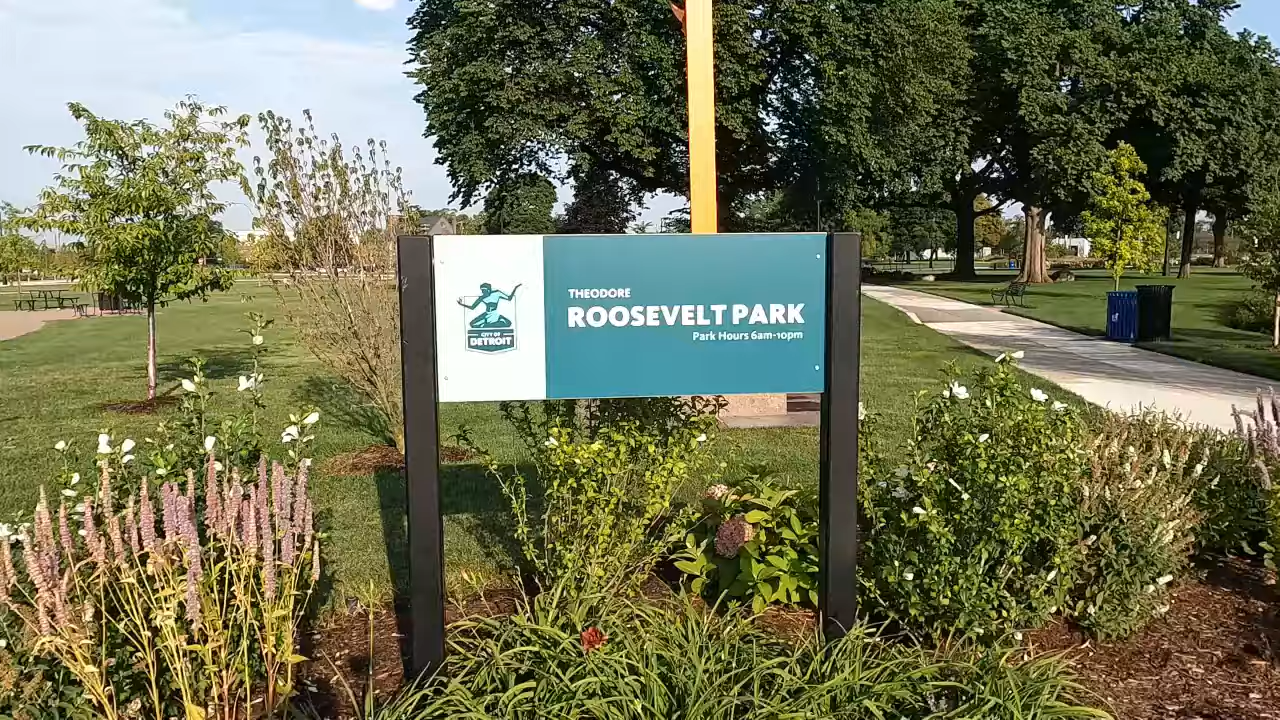 CITY OF
DETROIT
THEODORE
ROOSEVELT PARK
Park Hours 6am-10pm